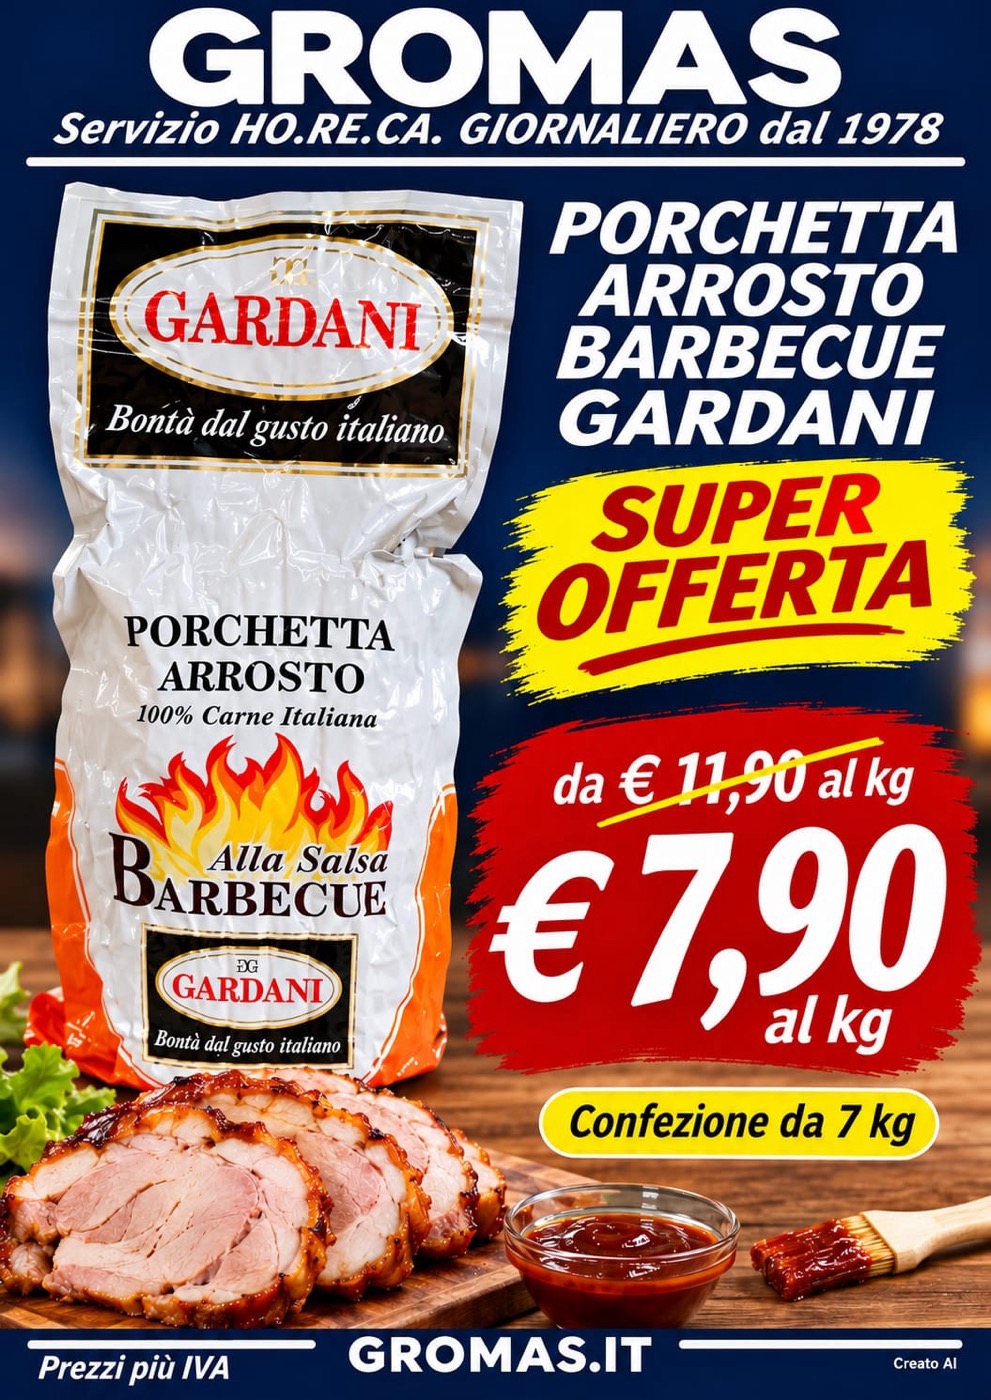 GROMAS
Servizio HO.RE.CA. GIORNALIERO dal 1978
GARDANI
Bontà dal gusto italiano
PORCHETTA
ARROSTO
100% Carne Italiana
Alla Salsa
BARBECUE
DG
GARDANI
Bontà dal gusto italiano
PORCHETTA
ARROSTO
BARBECUE
GARDANI
SUPER
OFFERTA
da € 11,90 al kg
€ 7,90
al kg
Confezione da 7 kg
Prezzi più IVA
GROMAS.IT
Creato AI